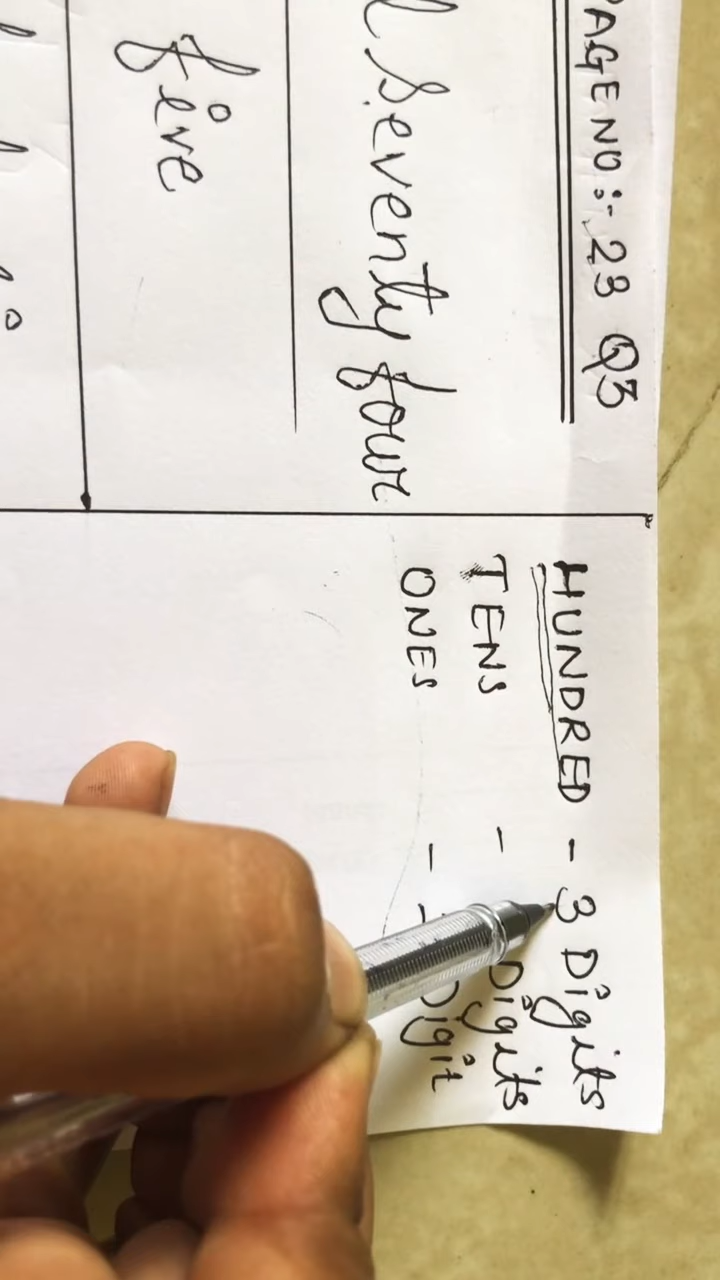 PAGE NO:- 23 Q3
Seventy four
five
HUNDRED - 3 Digits
TENS - Digits
ONES - Digit